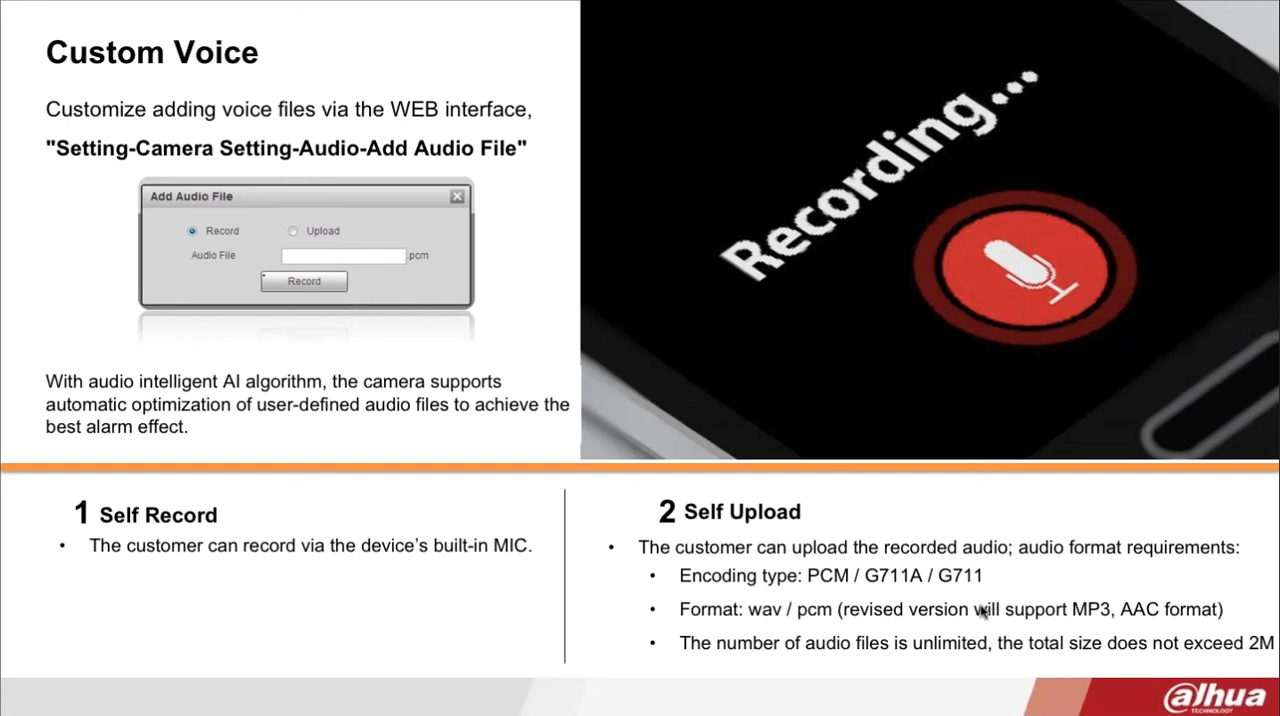 Custom Voice
Customize adding voice files via the WEB interface,
"Setting-Camera Setting-Audio-Add Audio File"
Add Audio File
Record
Upload
Audio File
.pcm
Record
With audio intelligent AI algorithm, the camera supports
automatic optimization of user-defined audio files to achieve the
best alarm effect.
Recording...
1 Self Record
• The customer can record via the device’s built-in MIC.
2 Self Upload
• The customer can upload the recorded audio; audio format requirements:
• Encoding type: PCM / G711A / G711
• Format: wav / pcm (revised version will support MP3, AAC format)
• The number of audio files is unlimited, the total size does not exceed 2M
alhua
TECHNOLOGY